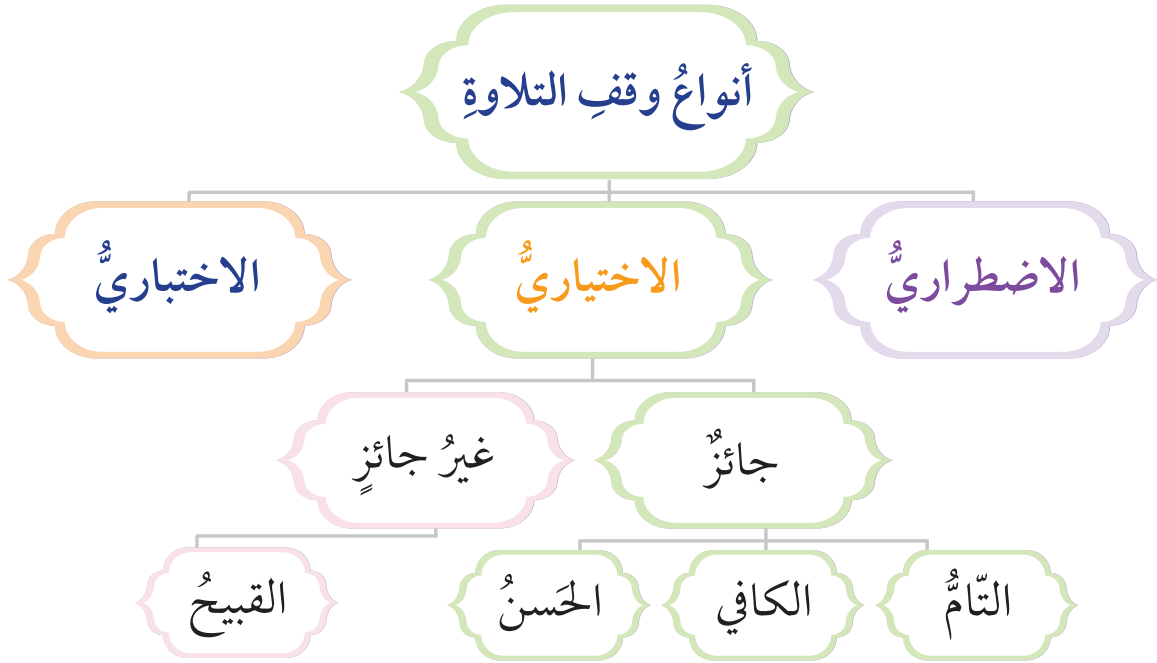 أنواعُ وقفِ التلاوةِ
الاضطراريُّ
الاختياريُّ
الاختباريُّ
جائزٌ
غيرُ جائزٍ
التّامُّ
الكافي
الحَسنُ
القبيحُ